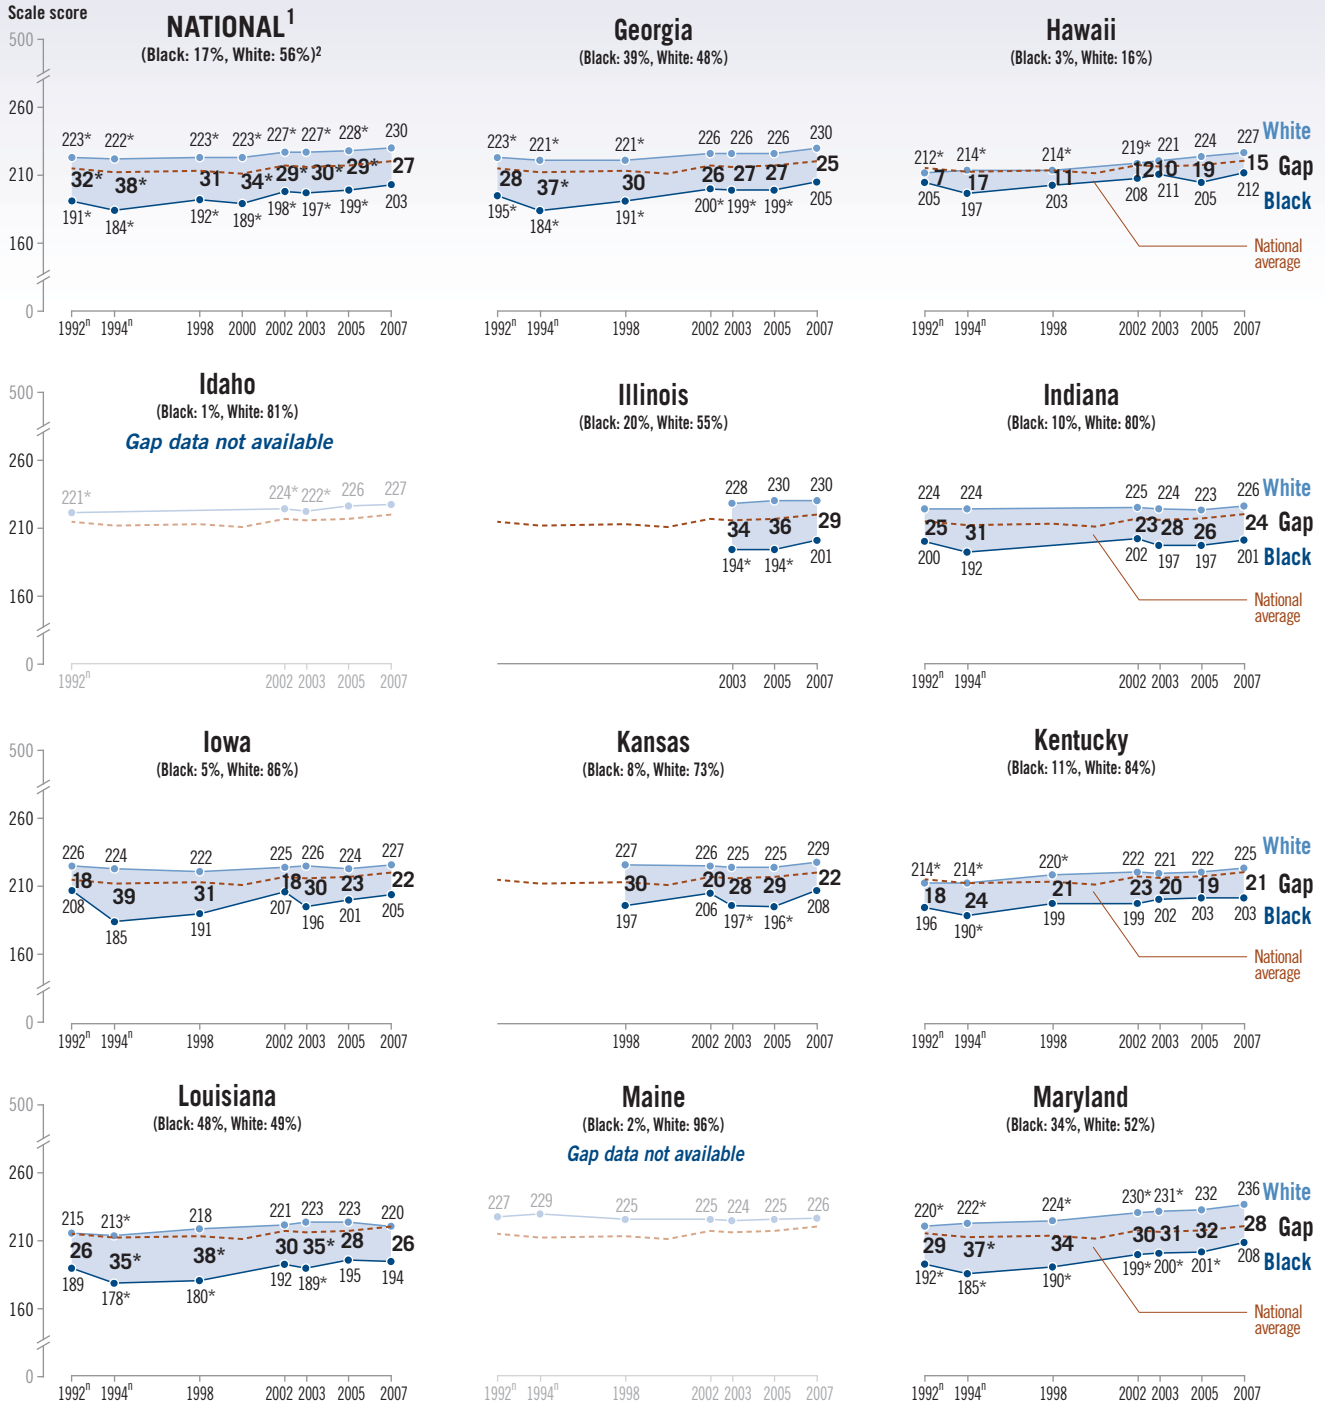 Scale score
NATIONAL1
(Black: 17%, White: 56%)2
500
260
210
160
0
223* 222* 223* 223* 227* 227* 228* 230
32* 38* 31 34* 29* 30* 29* 27
191* 184* 192* 189* 198* 197* 199* 203
1992n 1994n 1998 2000 2002 2003 2005 2007
Georgia
(Black: 39%, White: 48%)
223* 221* 221* 226 226 226 230
28 37* 30 26 27 27 25
195* 184* 191* 200* 199* 199* 205
1992n 1994n 1998 2002 2003 2005 2007
Hawaii
(Black: 3%, White: 16%)
212* 214* 214* 219* 221 224 227
7 17 11 12 10 19 15
205 197 203 208 211 205 212
White
Gap
Black
National
average
1992n 1994n 1998 2002 2003 2005 2007
Idaho
(Black: 1%, White: 81%)
Gap data not available
500
260
210
160
0
221* 224* 222* 226 227
1992n 2002 2003 2005 2007
Illinois
(Black: 20%, White: 55%)
228 230 230
34 36 29
194* 194* 201
2003 2005 2007
Indiana
(Black: 10%, White: 80%)
224 224 225 224 223 226
25 31 23 28 26 24
200 192 202 197 197 201
White
Gap
Black
National
average
1992n 1994n 2002 2003 2005 2007
Iowa
(Black: 5%, White: 86%)
500
260
210
160
0
226 224 222 225 226 224 227
18 39 31 18 30 23 22
208 185 191 207 196 201 205
1992n 1994n 1998 2002 2003 2005 2007
Kansas
(Black: 8%, White: 73%)
227 226 225 225 229
30 20 28 29 22
197 206 197* 196* 208
1998 2002 2003 2005 2007
Kentucky
(Black: 11%, White: 84%)
214* 214* 220* 222 221 222 225
18 24 21 23 20 19 21
196 190* 199 199 202 203 203
White
Gap
Black
National
average
1992n 1994n 1998 2002 2003 2005 2007
Louisiana
(Black: 48%, White: 49%)
500
260
210
160
0
215 213* 218 221 223 223 220
26 35* 38* 30 35* 28 26
189 178* 180* 192 189* 195 194
1992n 1994n 1998 2002 2003 2005 2007
Maine
(Black: 2%, White: 96%)
Gap data not available
227 229 225 225 224 225 226
1992n 1994n 1998 2002 2003 2005 2007
Maryland
(Black: 34%, White: 52%)
220* 222* 224* 230* 231* 232 236
29 37* 34 30 31 32 28
192* 185* 190* 199* 200* 201* 208
White
Gap
Black
National
average
1992n 1994n 1998 2002 2003 2005 2007